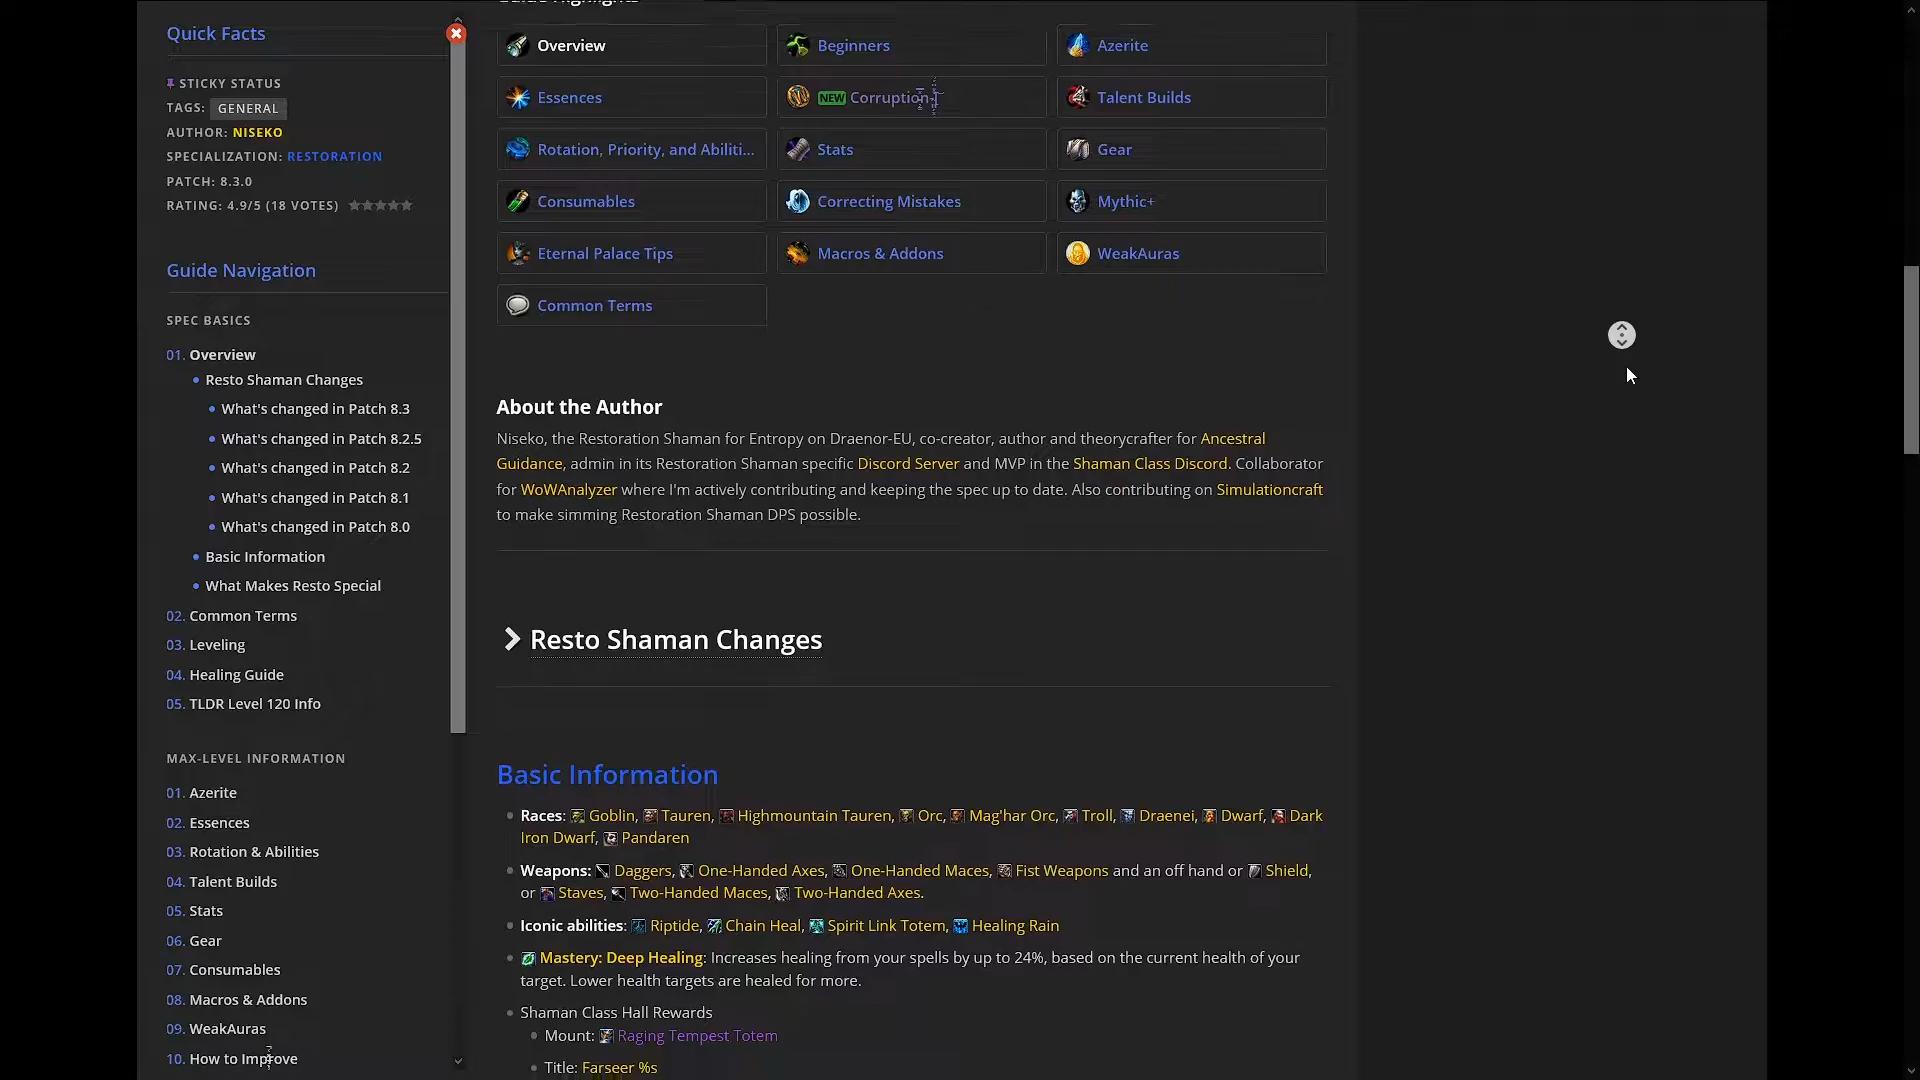 Quick Facts
STICKY STATUS
TAGS: GENERAL
AUTHOR: NISEKO
SPECIALIZATION: RESTORATION
PATCH: 8.3.0
RATING: 4.9/5 (18 VOTES)
Guide Navigation
SPEC BASICS
01. Overview
Resto Shaman Changes
What's changed in Patch 8.3
What's changed in Patch 8.2.5
What's changed in Patch 8.2
What's changed in Patch 8.1
What's changed in Patch 8.0
Basic Information
What Makes Resto Special
02. Common Terms
03. Leveling
04. Healing Guide
05. TLDR Level 120 Info
MAX-LEVEL INFORMATION
01. Azerite
02. Essences
03. Rotation & Abilities
04. Talent Builds
05. Stats
06. Gear
07. Consumables
08. Macros & Addons
09. WeakAuras
10. How to Improve
Guide Highlights
Overview
Beginners
Azerite
Essences
NEW Corruption
Talent Builds
Rotation, Priority, and Abiliti...
Stats
Gear
Consumables
Correcting Mistakes
Mythic+
Eternal Palace Tips
Macros & Addons
WeakAuras
Common Terms
About the Author
Niseko, the Restoration Shaman for Entropy on Draenor-EU, co-creator, author and theorycrafter for Ancestral
Guidance, admin in its Restoration Shaman specific Discord Server and MVP in the Shaman Class Discord. Collaborator
for WoWAnalyzer where I'm actively contributing and keeping the spec up to date. Also contributing on Simulationcraft
to make simming Restoration Shaman DPS possible.
Resto Shaman Changes
Basic Information
Races: Goblin, Tauren, Highmountain Tauren, Orc, Mag'har Orc, Troll, Draenei, Dwarf, Dark
Iron Dwarf, Pandaren
Weapons: Daggers, One-Handed Axes, One-Handed Maces, Fist Weapons and an off hand or Shield,
or Staves, Two-Handed Maces, Two-Handed Axes.
Iconic abilities: Riptide, Chain Heal, Spirit Link Totem, Healing Rain
Mastery: Deep Healing: Increases healing from your spells by up to 24%, based on the current health of your
target. Lower health targets are healed for more.
Shaman Class Hall Rewards
Mount: Raging Tempest Totem
Title: Farseer %s